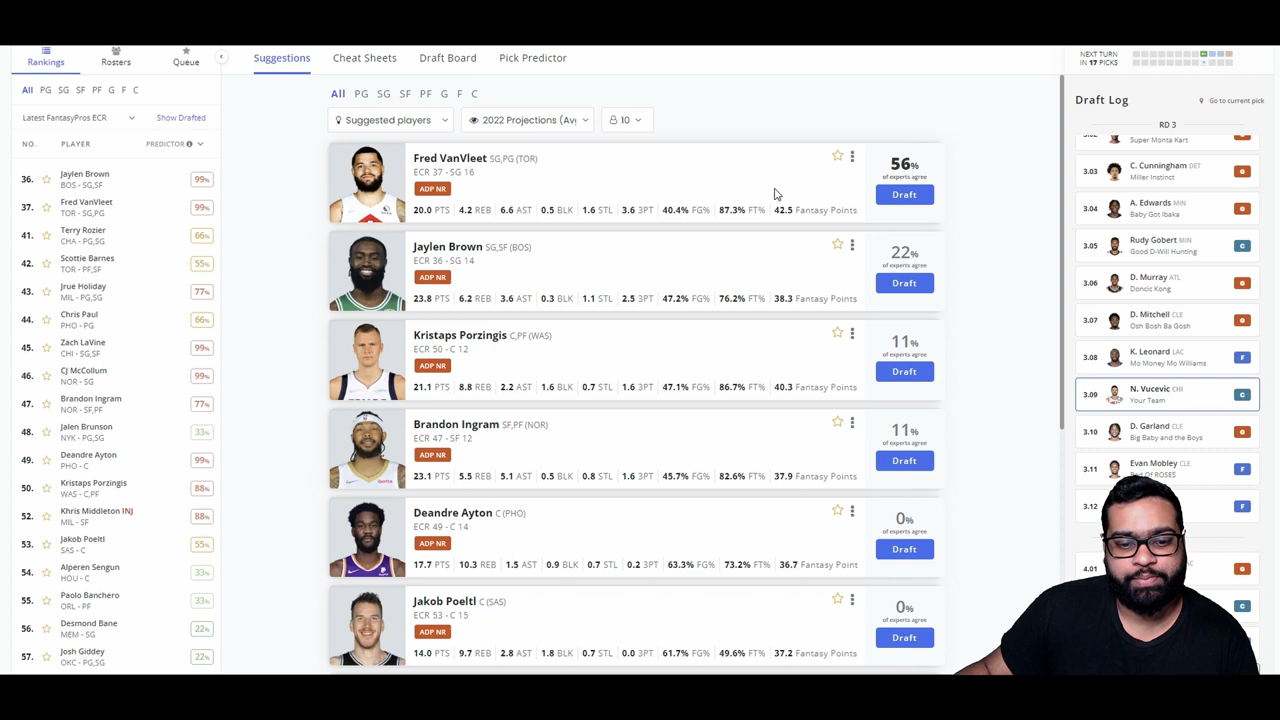 Rankings
Rosters
Queue
All PG SG SF PF G F C
Latest FantasyPros ECR
Show Drafted
NO. PLAYER PREDICTOR
36. Jaylen Brown 99%
BOS - SG,SF
37. Fred VanVleet 99%
TOR - SG,PG
41. Terry Rozier 66%
CHA - PG,SG
42. Scottie Barnes 55%
TOR - PF,SF
43. Jrue Holiday 77%
MIL - PG,SG
44. Chris Paul 66%
PHO - PG
45. Zach LaVine 99%
CHI - SG,SF
46. CJ McCollum 99%
NOR - SG
47. Brandon Ingram 77%
NOR - SF,PF
48. Jalen Brunson 33%
NYK - PG,SG
49. Deandre Ayton 99%
PHO - C
50. Kristaps Porzingis 88%
WAS - C,PF
52. Khris Middleton INJ 88%
MIL - SF
53. Jakob Poeltl 55%
SAS - C
54. Alperen Sengun 33%
HOU - C
55. Paolo Banchero 33%
ORL - PF
56. Desmond Bane 22%
MEM - SG
57. Josh Giddey 22%
OKC - PG,SG
Suggestions
Cheat Sheets
Draft Board
Pick Predictor
All PG SG SF PF G F C
Suggested players
2022 Projections (Avg
10
Fred VanVleet SG,PG (TOR)
ECR 37 - SG 16
ADP NR
20.0 PTS 4.2 REB 6.6 AST 0.5 BLK 1.6 STL 3.6 3PT 40.4% FG% 87.3% FT% 42.5 Fantasy Points
56%
of experts agree
Draft
Jaylen Brown SG,SF (BOS)
ECR 36 - SG 14
ADP NR
23.8 PTS 6.2 REB 3.6 AST 0.3 BLK 1.1 STL 2.5 3PT 47.2% FG% 76.2% FT% 38.3 Fantasy Points
22%
of experts agree
Draft
Kristaps Porzingis C,PF (WAS)
ECR 50 - C 12
ADP NR
21.1 PTS 8.8 REB 2.2 AST 1.6 BLK 0.7 STL 1.6 3PT 47.1% FG% 86.7% FT% 40.3 Fantasy Points
11%
of experts agree
Draft
Brandon Ingram SF,PF (NOR)
ECR 47 - SF 12
ADP NR
23.1 PTS 5.5 REB 5.1 AST 0.5 BLK 0.8 STL 1.6 3PT 45.7% FG% 82.6% FT% 37.9 Fantasy Points
11%
of experts agree
Draft
Deandre Ayton C (PHO)
ECR 49 - C 14
ADP NR
17.7 PTS 10.3 REB 1.5 AST 0.9 BLK 0.7 STL 0.2 3PT 63.3% FG% 73.2% FT% 36.7 Fantasy Point
0%
of experts agree
Draft
Jakob Poeltl C (SAS)
ECR 53 - C 15
ADP NR
14.0 PTS 9.7 REB 2.8 AST 1.8 BLK 0.7 STL 0.0 3PT 61.7% FG% 49.6% FT% 37.2 Fantasy Points
0%
of experts agree
Draft
NEXT TURN
IN 17 PICKS
Draft Log
Go to current pick
RD 3
Super Monta Kart
3.03 C. Cunningham DET G
Miller Instinct
3.04 A. Edwards MIN G
Baby Got Ibaka
3.05 Rudy Gobert MIN C
Good D-Will Hunting
3.06 D. Murray ATL G
Doncic Kong
3.07 D. Mitchell CLE G
Osh Bosh Ba Gosh
3.08 K. Leonard LAC F
Mo Money Mo Williams
3.09 N. Vucevic CHI C
Your Team
3.10 D. Garland CLE G
Big Baby and the Boys
3.11 Evan Mobley CLE F
3.12 F
4.01 G
C